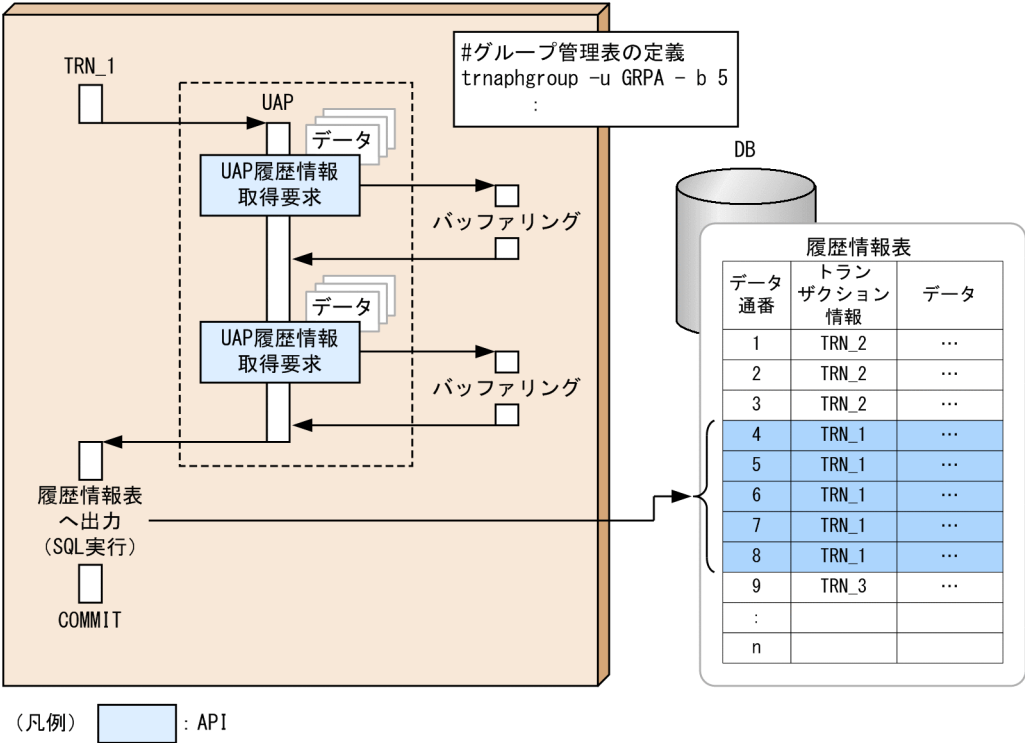 #グループ管理表の定義
trnaphgroup -u GRPA - b 5
:
TRN_1
UAP
データ
UAP履歴情報
取得要求
バッファリング
データ
UAP履歴情報
取得要求
バッファリング
履歴情報表
へ出力
(SQL実行)
COMMIT
DB
履歴情報表
データ
通番
トラン
ザクション
情報
データ
1 TRN_2 …
2 TRN_2 …
3 TRN_2 …
4 TRN_1 …
5 TRN_1 …
6 TRN_1 …
7 TRN_1 …
8 TRN_1 …
9 TRN_3 …
:
n
(凡例) : API